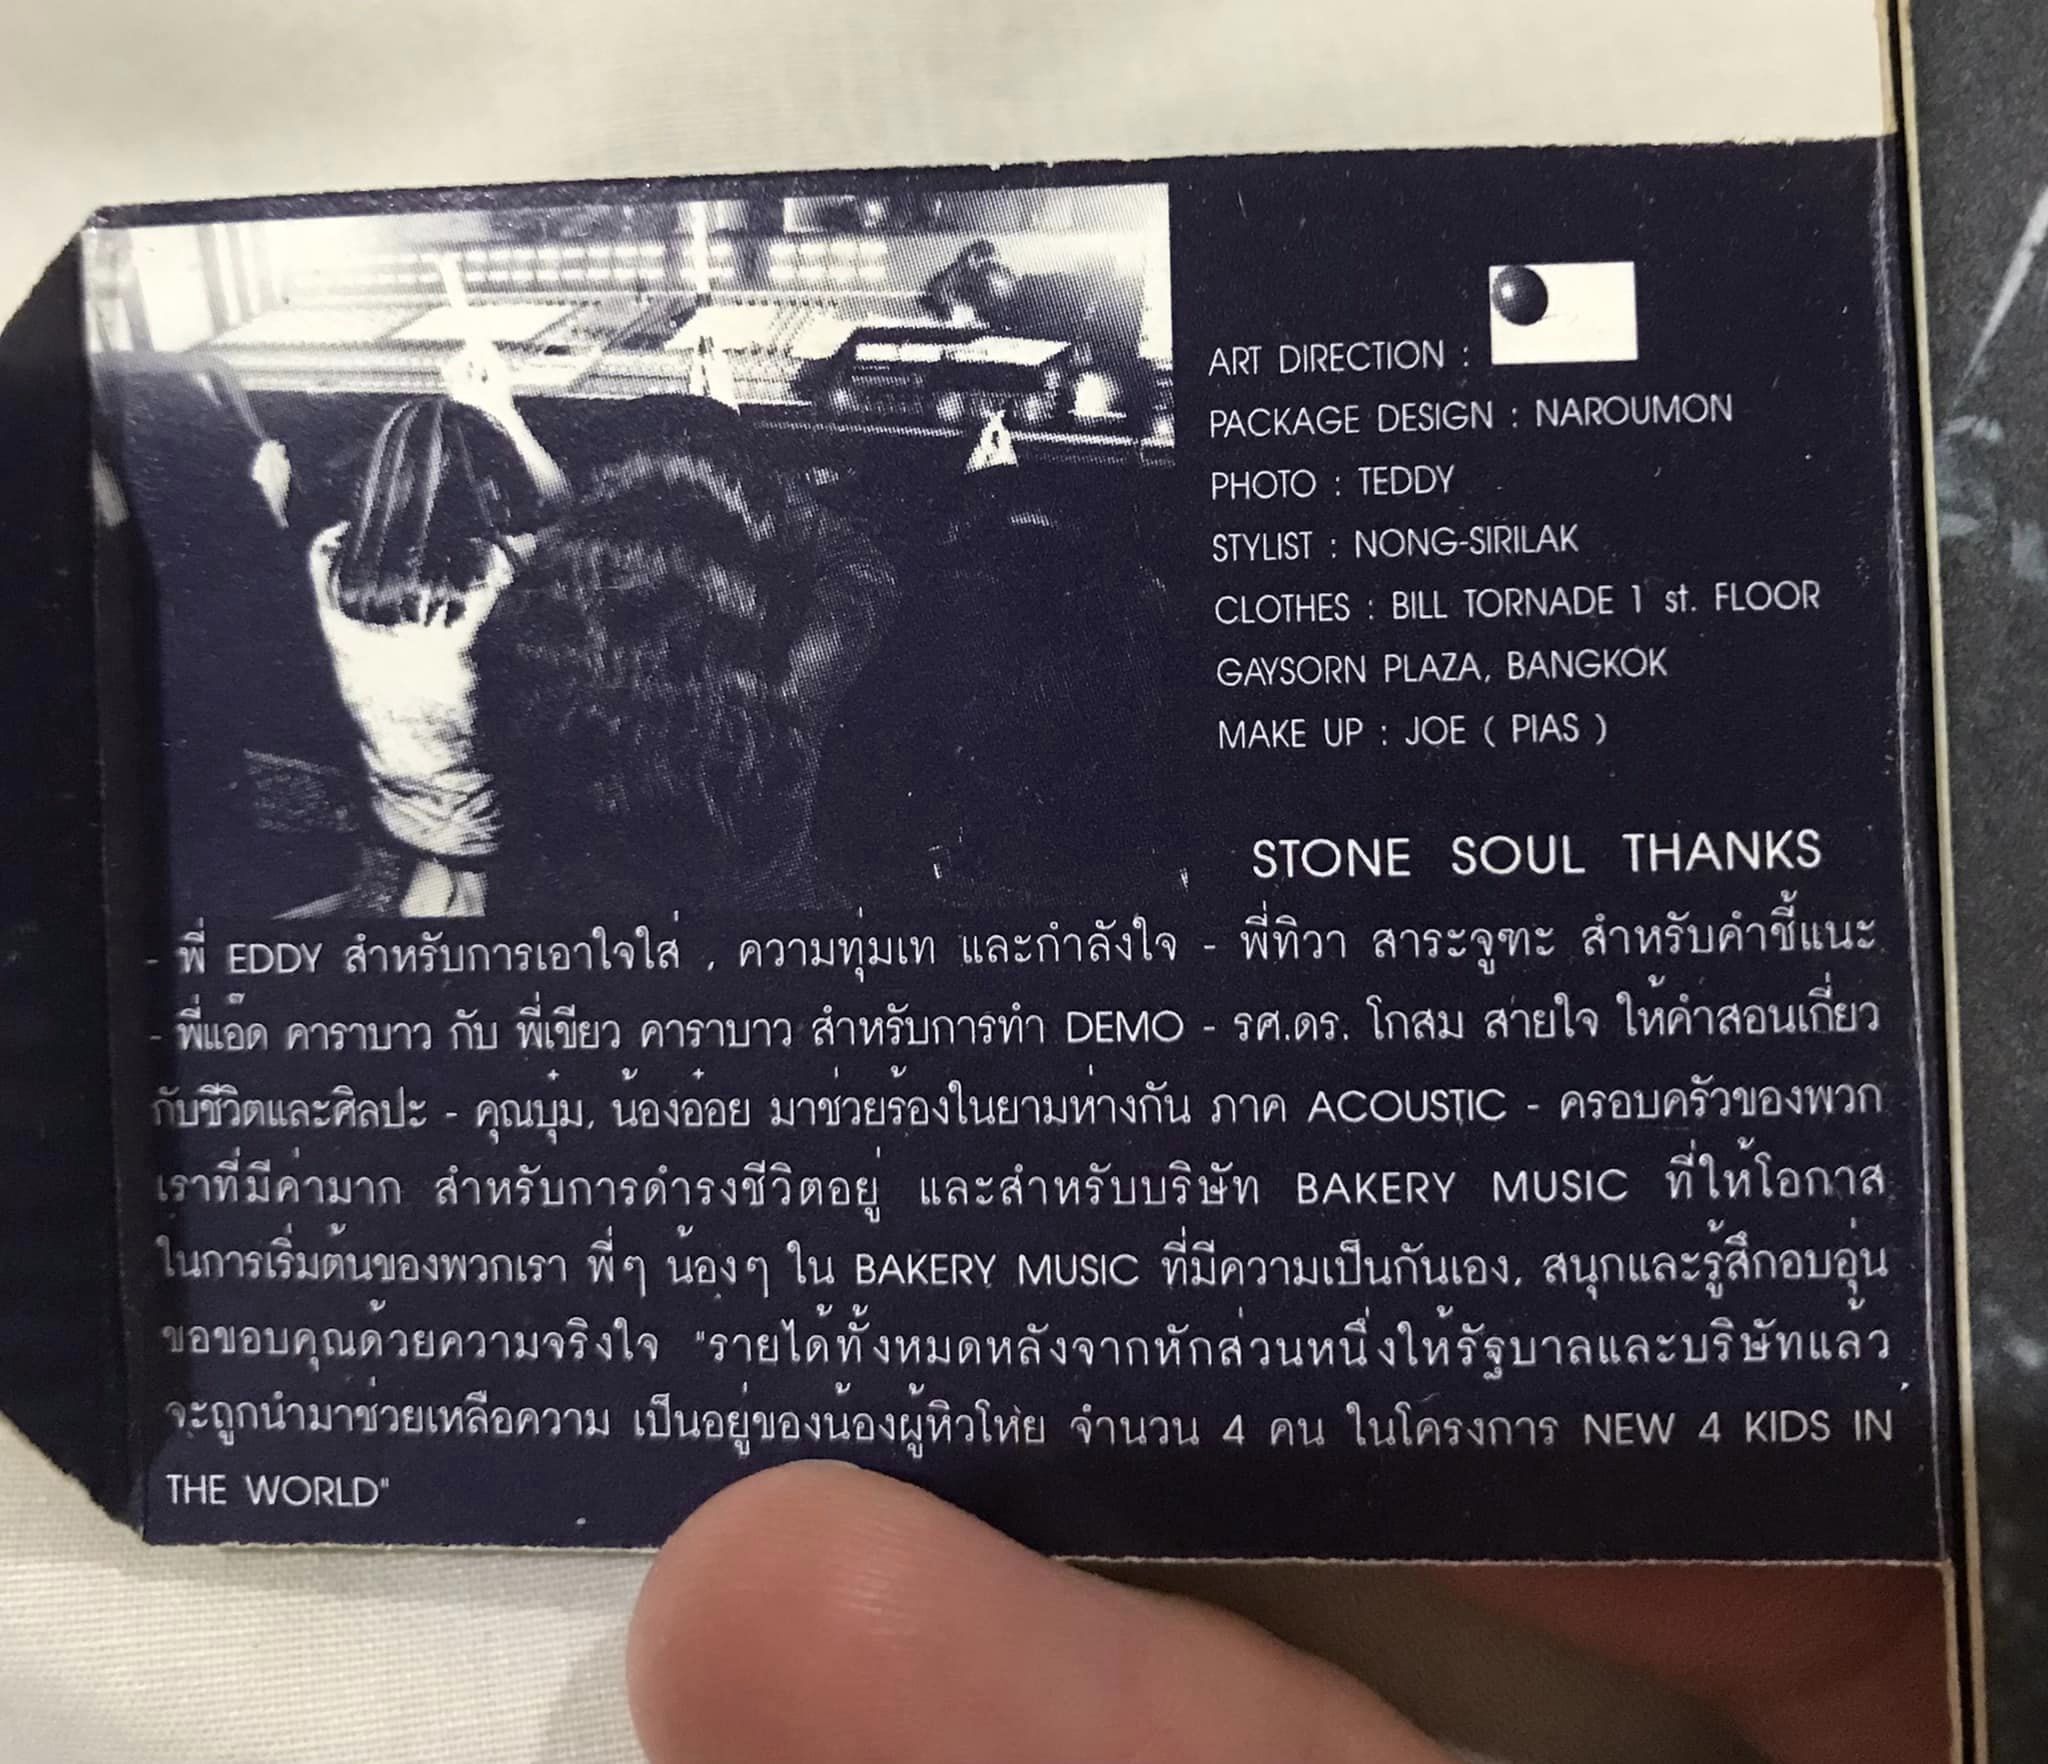 ART DIRECTION :
PACKAGE DESIGN : NAROUMON
PHOTO : TEDDY
STYLIST : NONG-SIRILAK
CLOTHES : BILL TORNADE 1 st. FLOOR
GAYSORN PLAZA, BANGKOK
MAKE UP : JOE ( PIAS )
STONE SOUL THANKS
- พี่ EDDY สำหรับการเอาใจใส่ , ความทุ่มเท และกำลังใจ - พี่ทิวา สาระจูฑะ สำหรับคำชี้แนะ
- พี่แอ๊ด คาราบาว กับ พี่เขียว คาราบาว สำหรับการทำ DEMO - รศ.ดร. โกสม สายใจ ให้คำสอนเกี่ยว
กับชีวิตและศิลปะ - คุณบุ๋ม, น้องอ๋อย มาช่วยร้องในยามห่างกัน ภาค ACOUSTIC - ครอบครัวของพวก
เราที่มีค่ามาก สำหรับการดำรงชีวิตอยู่ และสำหรับบริษัท BAKERY MUSIC ที่ให้โอกาส
ในการเริ่มต้นของพวกเรา พี่ๆ น้องๆ ใน BAKERY MUSIC ที่มีความเป็นกันเอง, สนุกและรู้สึกอบอุ่น
ขอขอบคุณด้วยความจริงใจ "รายได้ทั้งหมดหลังจากหักส่วนหนึ่งให้รัฐบาลและบริษัทแล้ว
จะถูกนำมาช่วยเหลือความ เป็นอยู่ของน้องผู้หิวโหย จำนวน 4 คน ในโครงการ NEW 4 KIDS IN
THE WORLD"